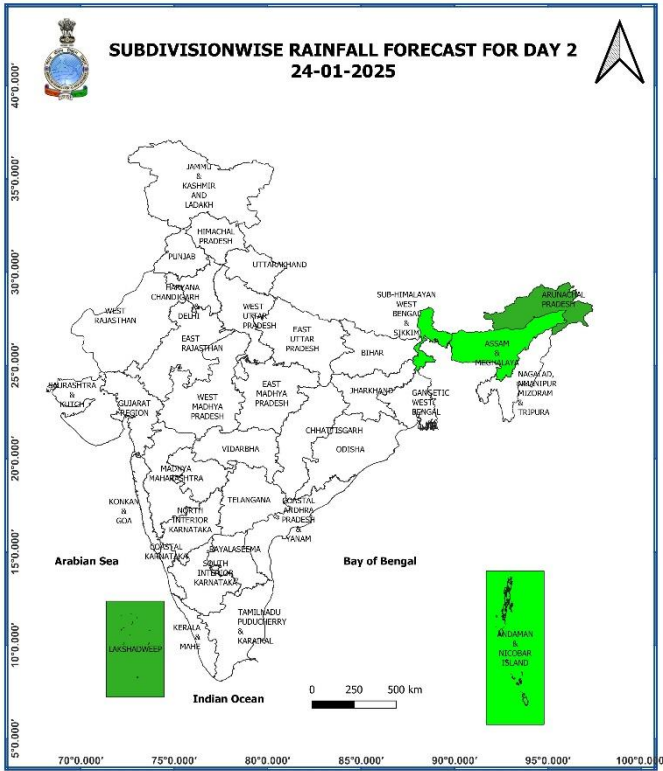 SUBDIVISIONWISE RAINFALL FORECAST FOR DAY 2
24-01-2025
40°0.000'
35°0.000'
30°0.000'
25°0.000'
20°0.000'
15°0.000'
10°0.000'
5°0.000'
JAMMU
&
KASHMIR
AND
LADAKH
HIMACHAL
PRADESH
PUNJAB
UTTARAKHAND
HARYANA
CHANDIGARH
&
DELHI
WEST
RAJASTHAN
WEST
UTTAR
PRADESH
EAST
RAJASTHAN
EAST
UTTAR
PRADESH
SUB-HIMALAYAN
WEST
BENGAL
&
SIKKIM
ARUNACHAL
PRADESH
ASSAM
&
MEGHALAYA
BIHAR
NAGALAD,
MANIPUR
MIZORAM
&
TRIPURA
SAURASHTRA
&
KUTCH
GUJARAT
REGION
WEST
MADHYA
PRADESH
EAST
MADHYA
PRADESH
JHARKHAND
GANGETIC
WEST
BENGAL
CHHATTISGARH
ODISHA
VIDARBHA
MADHYA
MAHARASHTRA
TELANGANA
COASTAL
ANDHRA
PRADESH
&
YANAM
KONKAN
&
GOA
NORTH
INTERIOR
KARNATAKA
COASTAL
KARNATAKA
RAYALASEEMA
SOUTH
INTERIOR
KARNATAKA
Arabian Sea
Bay of Bengal
LAKSHADWEEP
KERALA
&
MAHE
TAMILNADU
PUDUCHERRY
&
KARAIKAL
ANDAMAN
&
NICOBAR
ISLAND
Indian Ocean
0 250 500 km
70°0.000' 75°0.000' 80°0.000' 85°0.000' 90°0.000' 95°0.000' 100°0.000'